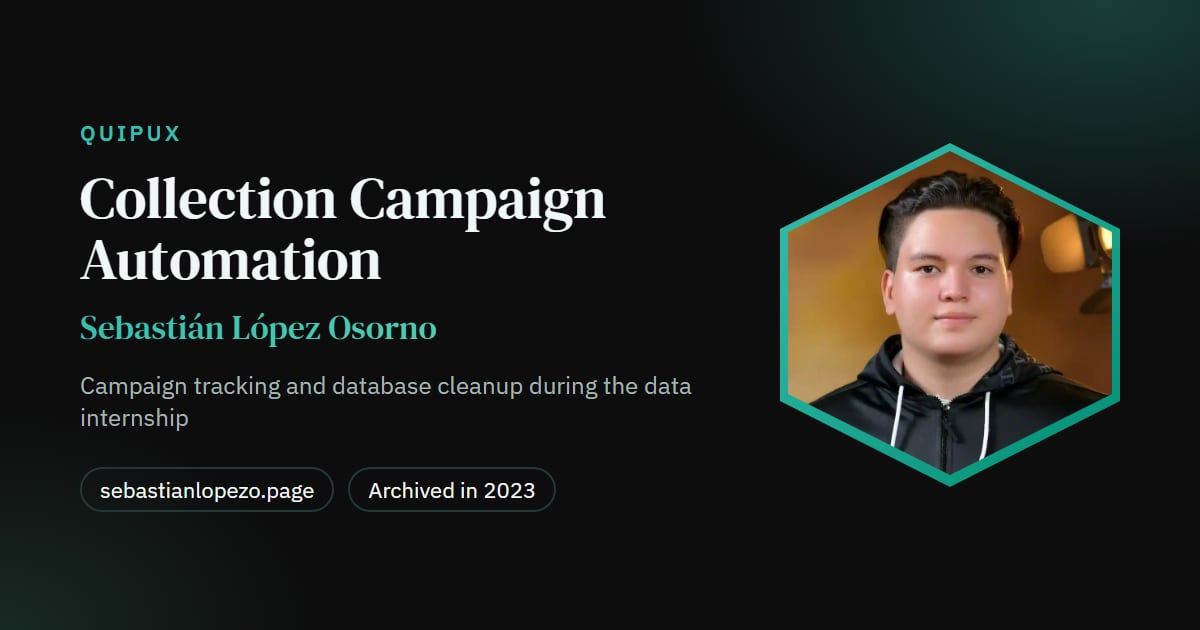 QUIPUX
Collection Campaign
Automation
Sebastián López Osorno
Campaign tracking and database cleanup during the data
internship
sebastianlopezo.page
Archived in 2023